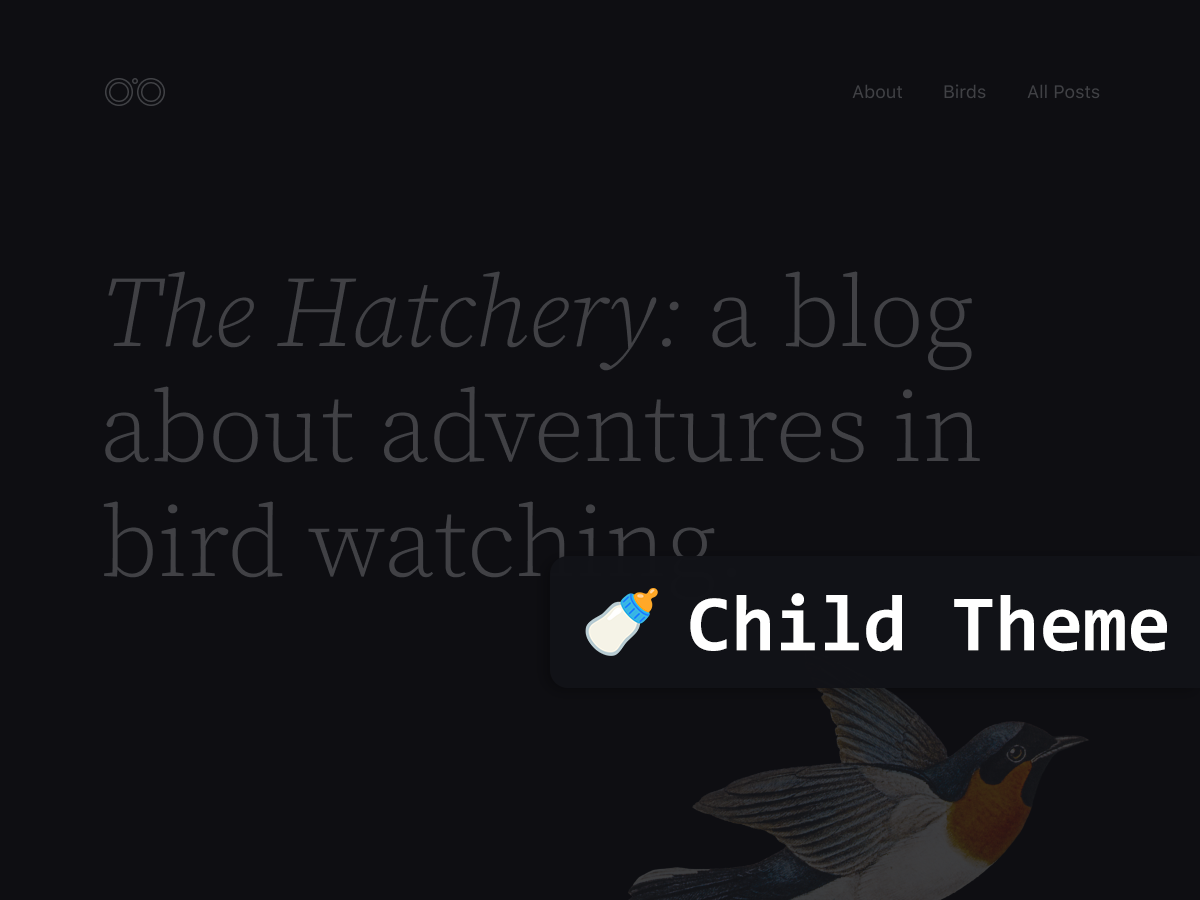 About Birds All Posts
The Hatchery: a blog
about adventures in
bird watching
Child Theme